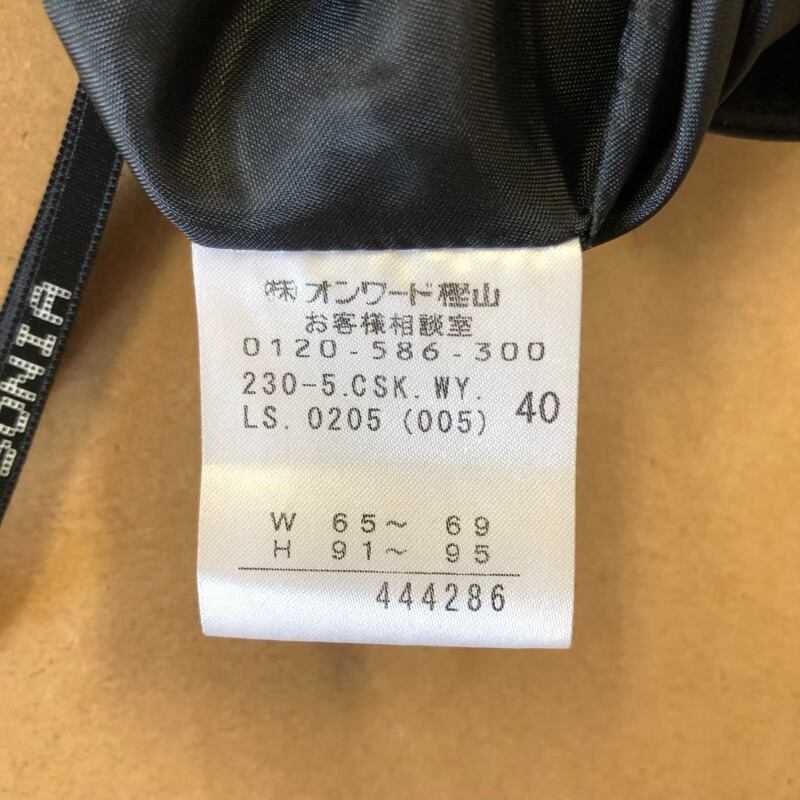 ㈱オンワード樫山
お客様相談室
0120-586-300
230-5.CSK.WY.
LS. 0205 (005) 40
W 65～ 69
H 91～ 95
444286